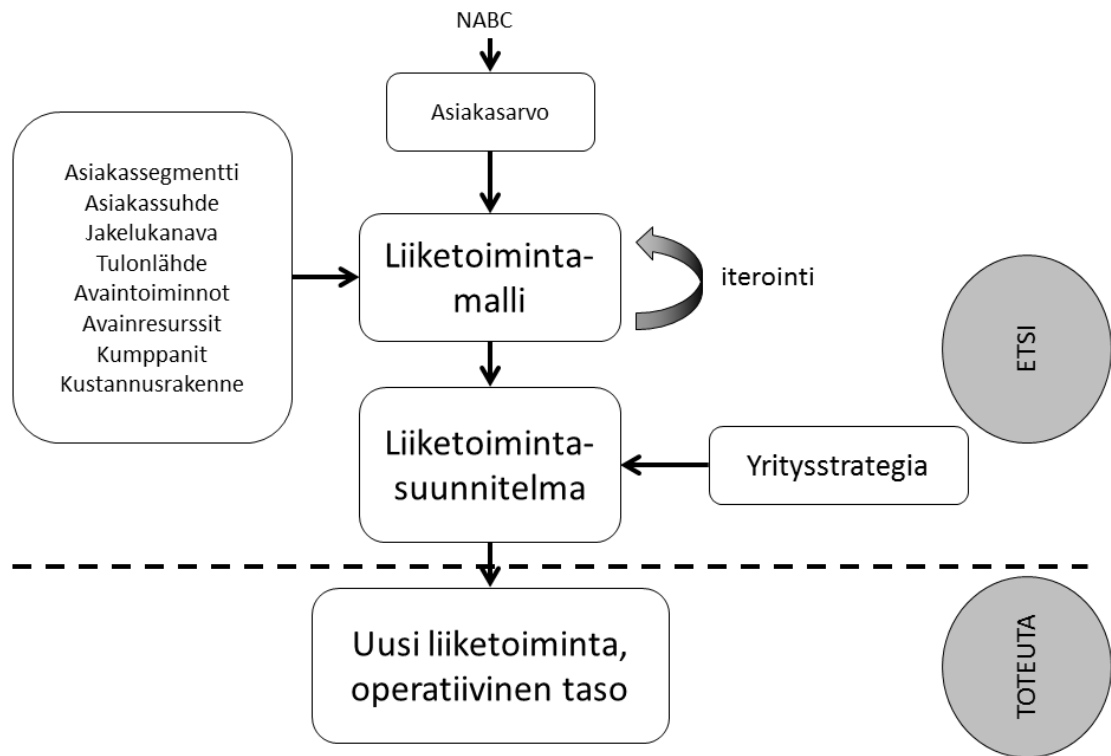 NABC
Asiakasarvo
Asiakassegmentti
Asiakassuhde
Jakelukanava
Tulonlähde
Avaintoiminnot
Avainresurssit
Kumppanit
Kustannusrakenne
Liiketoiminta-
malli
iterointi
ETSI
Liiketoiminta-
suunnitelma
Yritysstrategia
Uusi liiketoiminta,
operatiivinen taso
TOTEUTA